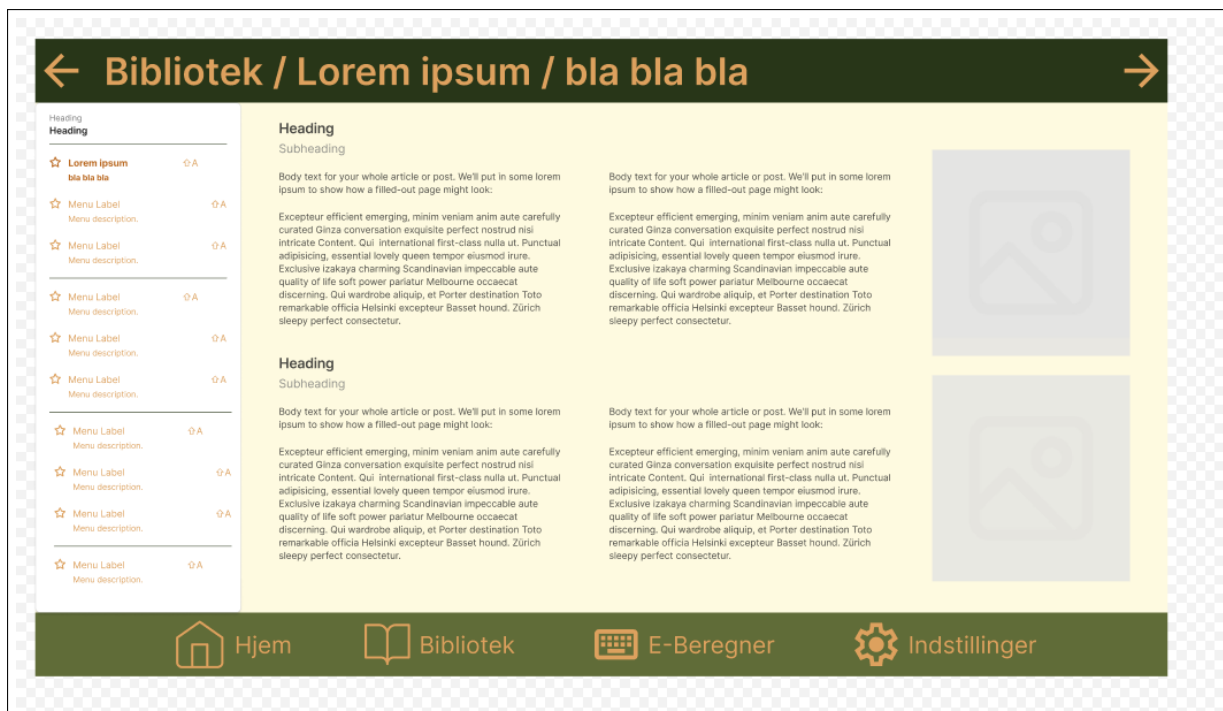 Bibliotek / Lorem ipsum / bla bla bla
Heading
Heading
Lorem ipsum ⇧A
bla bla bla
Menu Label ⇧A
Menu description.
Menu Label ⇧A
Menu description.
Menu Label ⇧A
Menu description.
Menu Label ⇧A
Menu description.
Menu Label ⇧A
Menu description.
Menu Label ⇧A
Menu description.
Menu Label ⇧A
Menu description.
Menu Label ⇧A
Menu description.
Menu Label ⇧A
Menu description.
Heading
Subheading
Body text for your whole article or post. We'll put in some lorem
ipsum to show how a filled-out page might look:
Excepteur efficient emerging, minim veniam anim aute carefully
curated Ginza conversation exquisite perfect nostrud nisi
intricate Content. Qui international first-class nulla ut. Punctual
adipisicing, essential lovely queen tempor eiusmod irure.
Exclusive izakaya charming Scandinavian impeccable aute
quality of life soft power pariatur Melbourne occaecat
discerning. Qui wardrobe aliquip, et Porter destination Toto
remarkable officia Helsinki excepteur Basset hound. Zürich
sleepy perfect consectetur.
Body text for your whole article or post. We'll put in some lorem
ipsum to show how a filled-out page might look:
Excepteur efficient emerging, minim veniam anim aute carefully
curated Ginza conversation exquisite perfect nostrud nisi
intricate Content. Qui international first-class nulla ut. Punctual
adipisicing, essential lovely queen tempor eiusmod irure.
Exclusive izakaya charming Scandinavian impeccable aute
quality of life soft power pariatur Melbourne occaecat
discerning. Qui wardrobe aliquip, et Porter destination Toto
remarkable officia Helsinki excepteur Basset hound. Zürich
sleepy perfect consectetur.
Heading
Subheading
Body text for your whole article or post. We'll put in some lorem
ipsum to show how a filled-out page might look:
Excepteur efficient emerging, minim veniam anim aute carefully
curated Ginza conversation exquisite perfect nostrud nisi
intricate Content. Qui international first-class nulla ut. Punctual
adipisicing, essential lovely queen tempor eiusmod irure.
Exclusive izakaya charming Scandinavian impeccable aute
quality of life soft power pariatur Melbourne occaecat
discerning. Qui wardrobe aliquip, et Porter destination Toto
remarkable officia Helsinki excepteur Basset hound. Zürich
sleepy perfect consectetur.
Body text for your whole article or post. We'll put in some lorem
ipsum to show how a filled-out page might look:
Excepteur efficient emerging, minim veniam anim aute carefully
curated Ginza conversation exquisite perfect nostrud nisi
intricate Content. Qui international first-class nulla ut. Punctual
adipisicing, essential lovely queen tempor eiusmod irure.
Exclusive izakaya charming Scandinavian impeccable aute
quality of life soft power pariatur Melbourne occaecat
discerning. Qui wardrobe aliquip, et Porter destination Toto
remarkable officia Helsinki excepteur Basset hound. Zürich
sleepy perfect consectetur.
Hjem Bibliotek E-Beregner Indstillinger